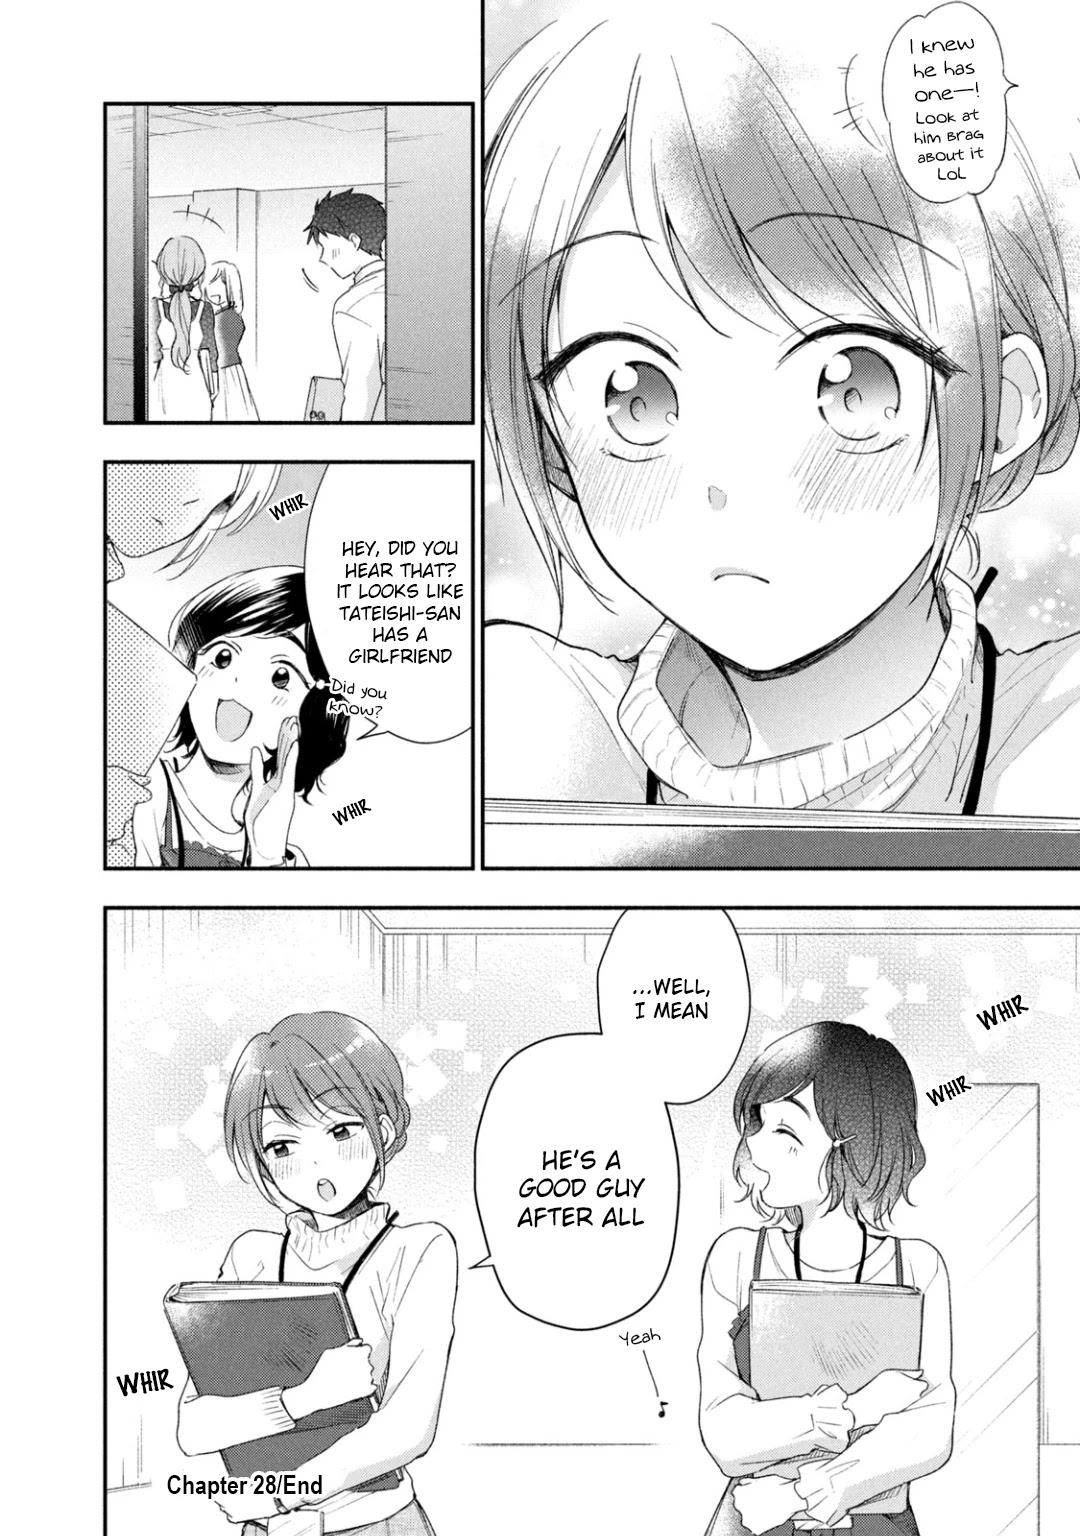 I knew
he has
one—!
Look at
him brag
about it
LoL
WHIR
HEY, DID YOU
HEAR THAT?
IT LOOKS LIKE
TATEISHI-SAN
HAS A
GIRLFRIEND
Did you
know?
WHIR
...WELL,
I MEAN
WHIR
WHIR
HE'S A
GOOD GUY
AFTER ALL
Yeah
♪
WHIR
Chapter 28/End